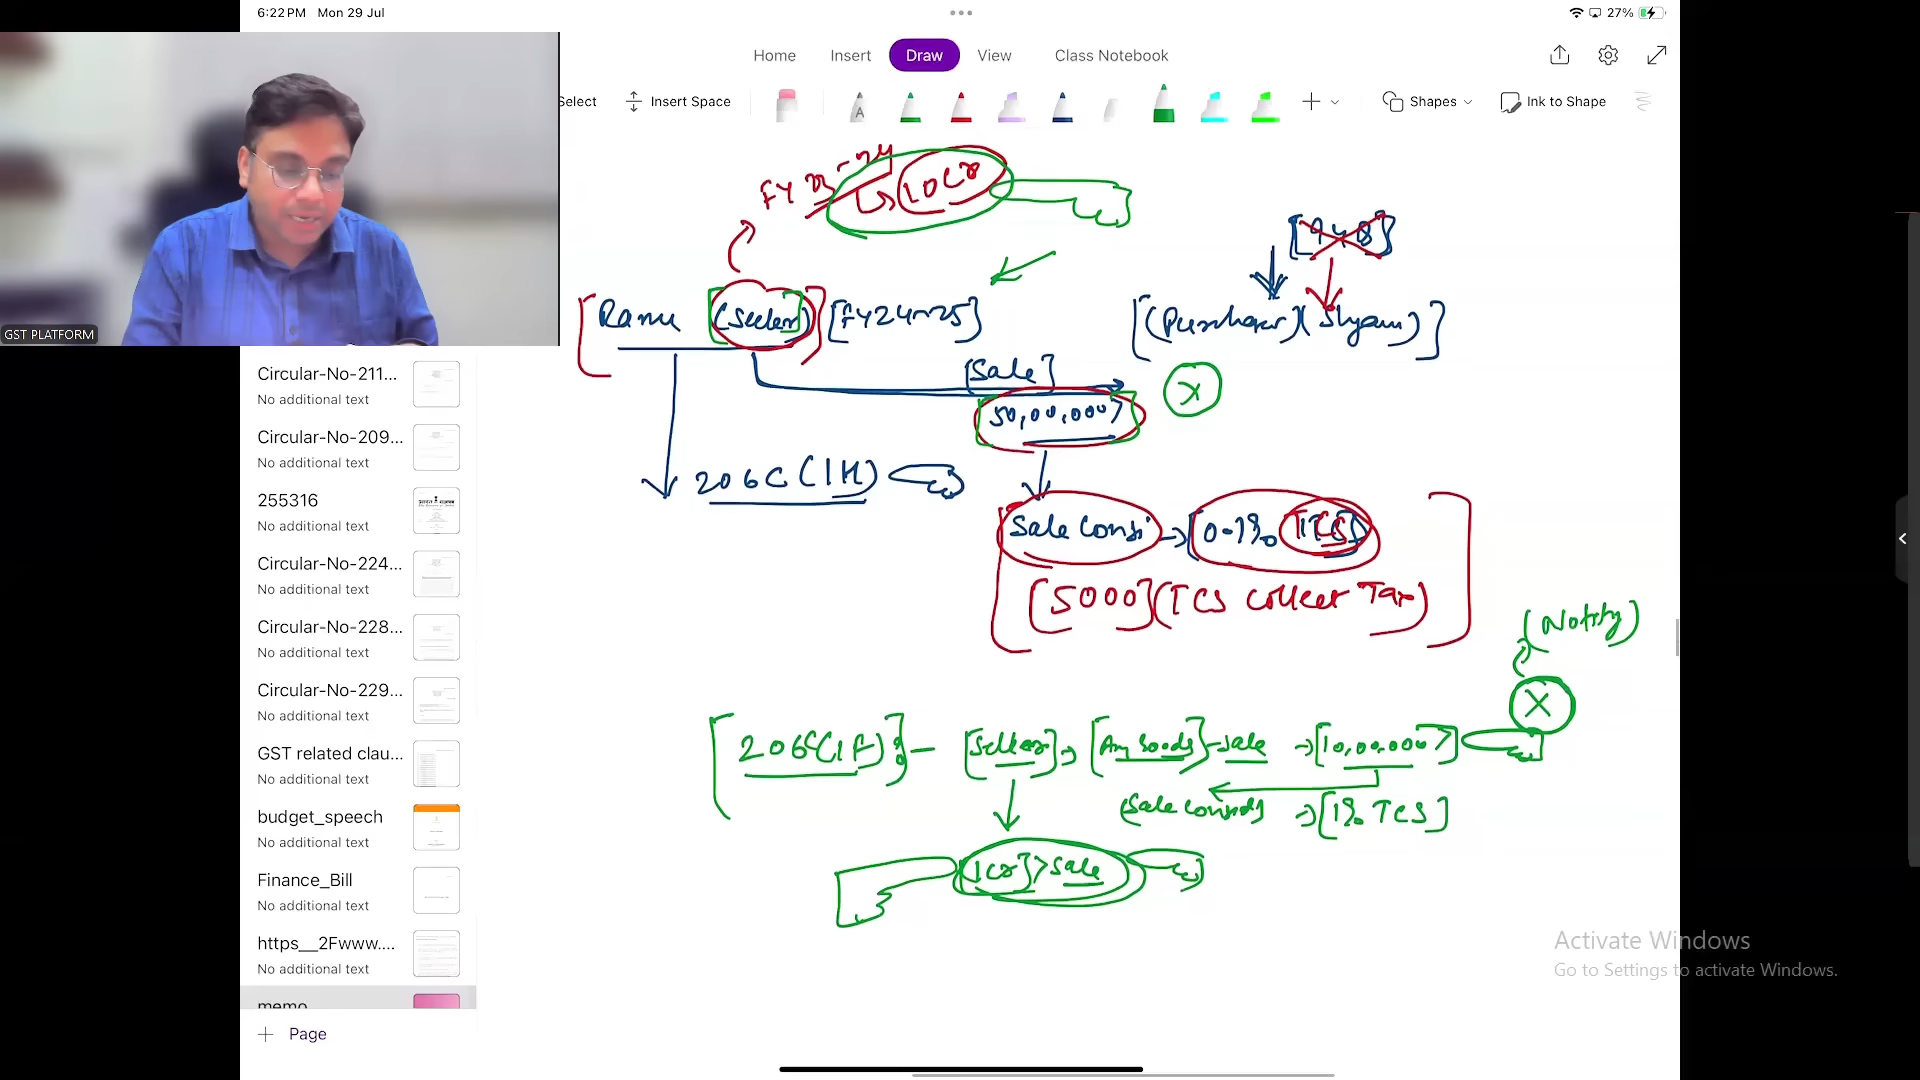 6:22 PM Mon 29 Jul
27%
Home Insert Draw View Class Notebook
Select Insert Space Shapes Ink to Shape
GST PLATFORM
FY 23-24 10 Cr
[Ramu (Seller)] [FY 24-25]
[(Purchaser)(Shyam)]
[Sale]
X
50,00,000 >
206C(1H)
Sale Consi → [0.1% TCS]
[5000] (TCS Collect Tax)
(Notify)
X
[206C(1F)]:- [Seller] → [Any Goods]-Sale → [10,00,000 >]
→ [1% TCS]
[1Cr] > Sale
Circular-No-211...
No additional text
Circular-No-209...
No additional text
255316
No additional text
Circular-No-224...
No additional text
Circular-No-228...
No additional text
Circular-No-229...
No additional text
GST related clau...
No additional text
budget_speech
No additional text
Finance_Bill
No additional text
https__2Fwww....
No additional text
memo
Page
Activate Windows
Go to Settings to activate Windows.